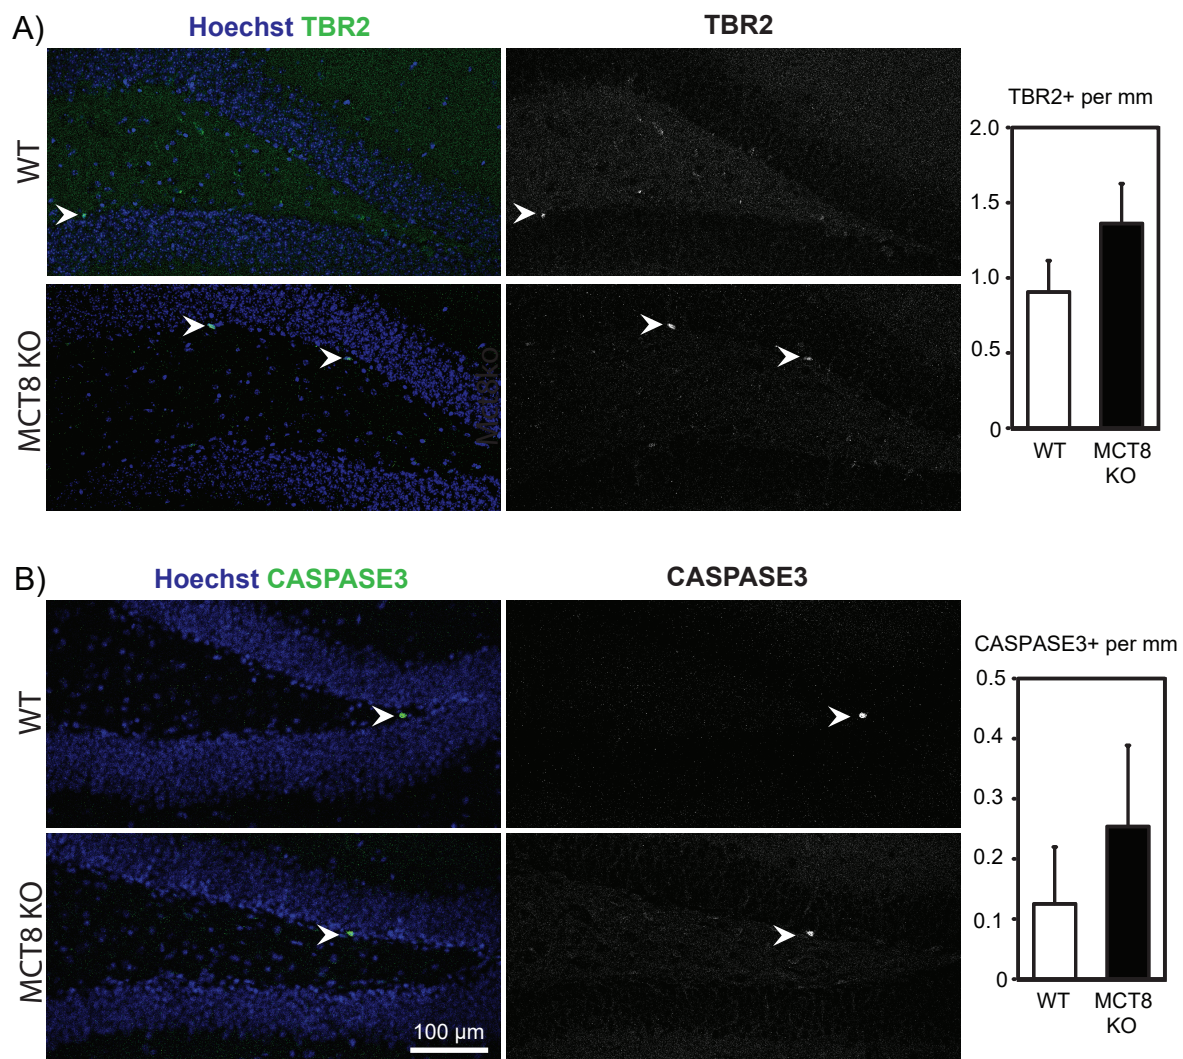 A)
Hoechst TBR2
TBR2
WT
MCT8 KO
TBR2+ per mm
2.0
1.5
1.0
0.5
0
WT
MCT8
KO
B)
Hoechst CASPASE3
CASPASE3
WT
MCT8 KO
100 µm
CASPASE3+ per mm
0.5
0.4
0.3
0.2
0.1
0
WT
MCT8
KO